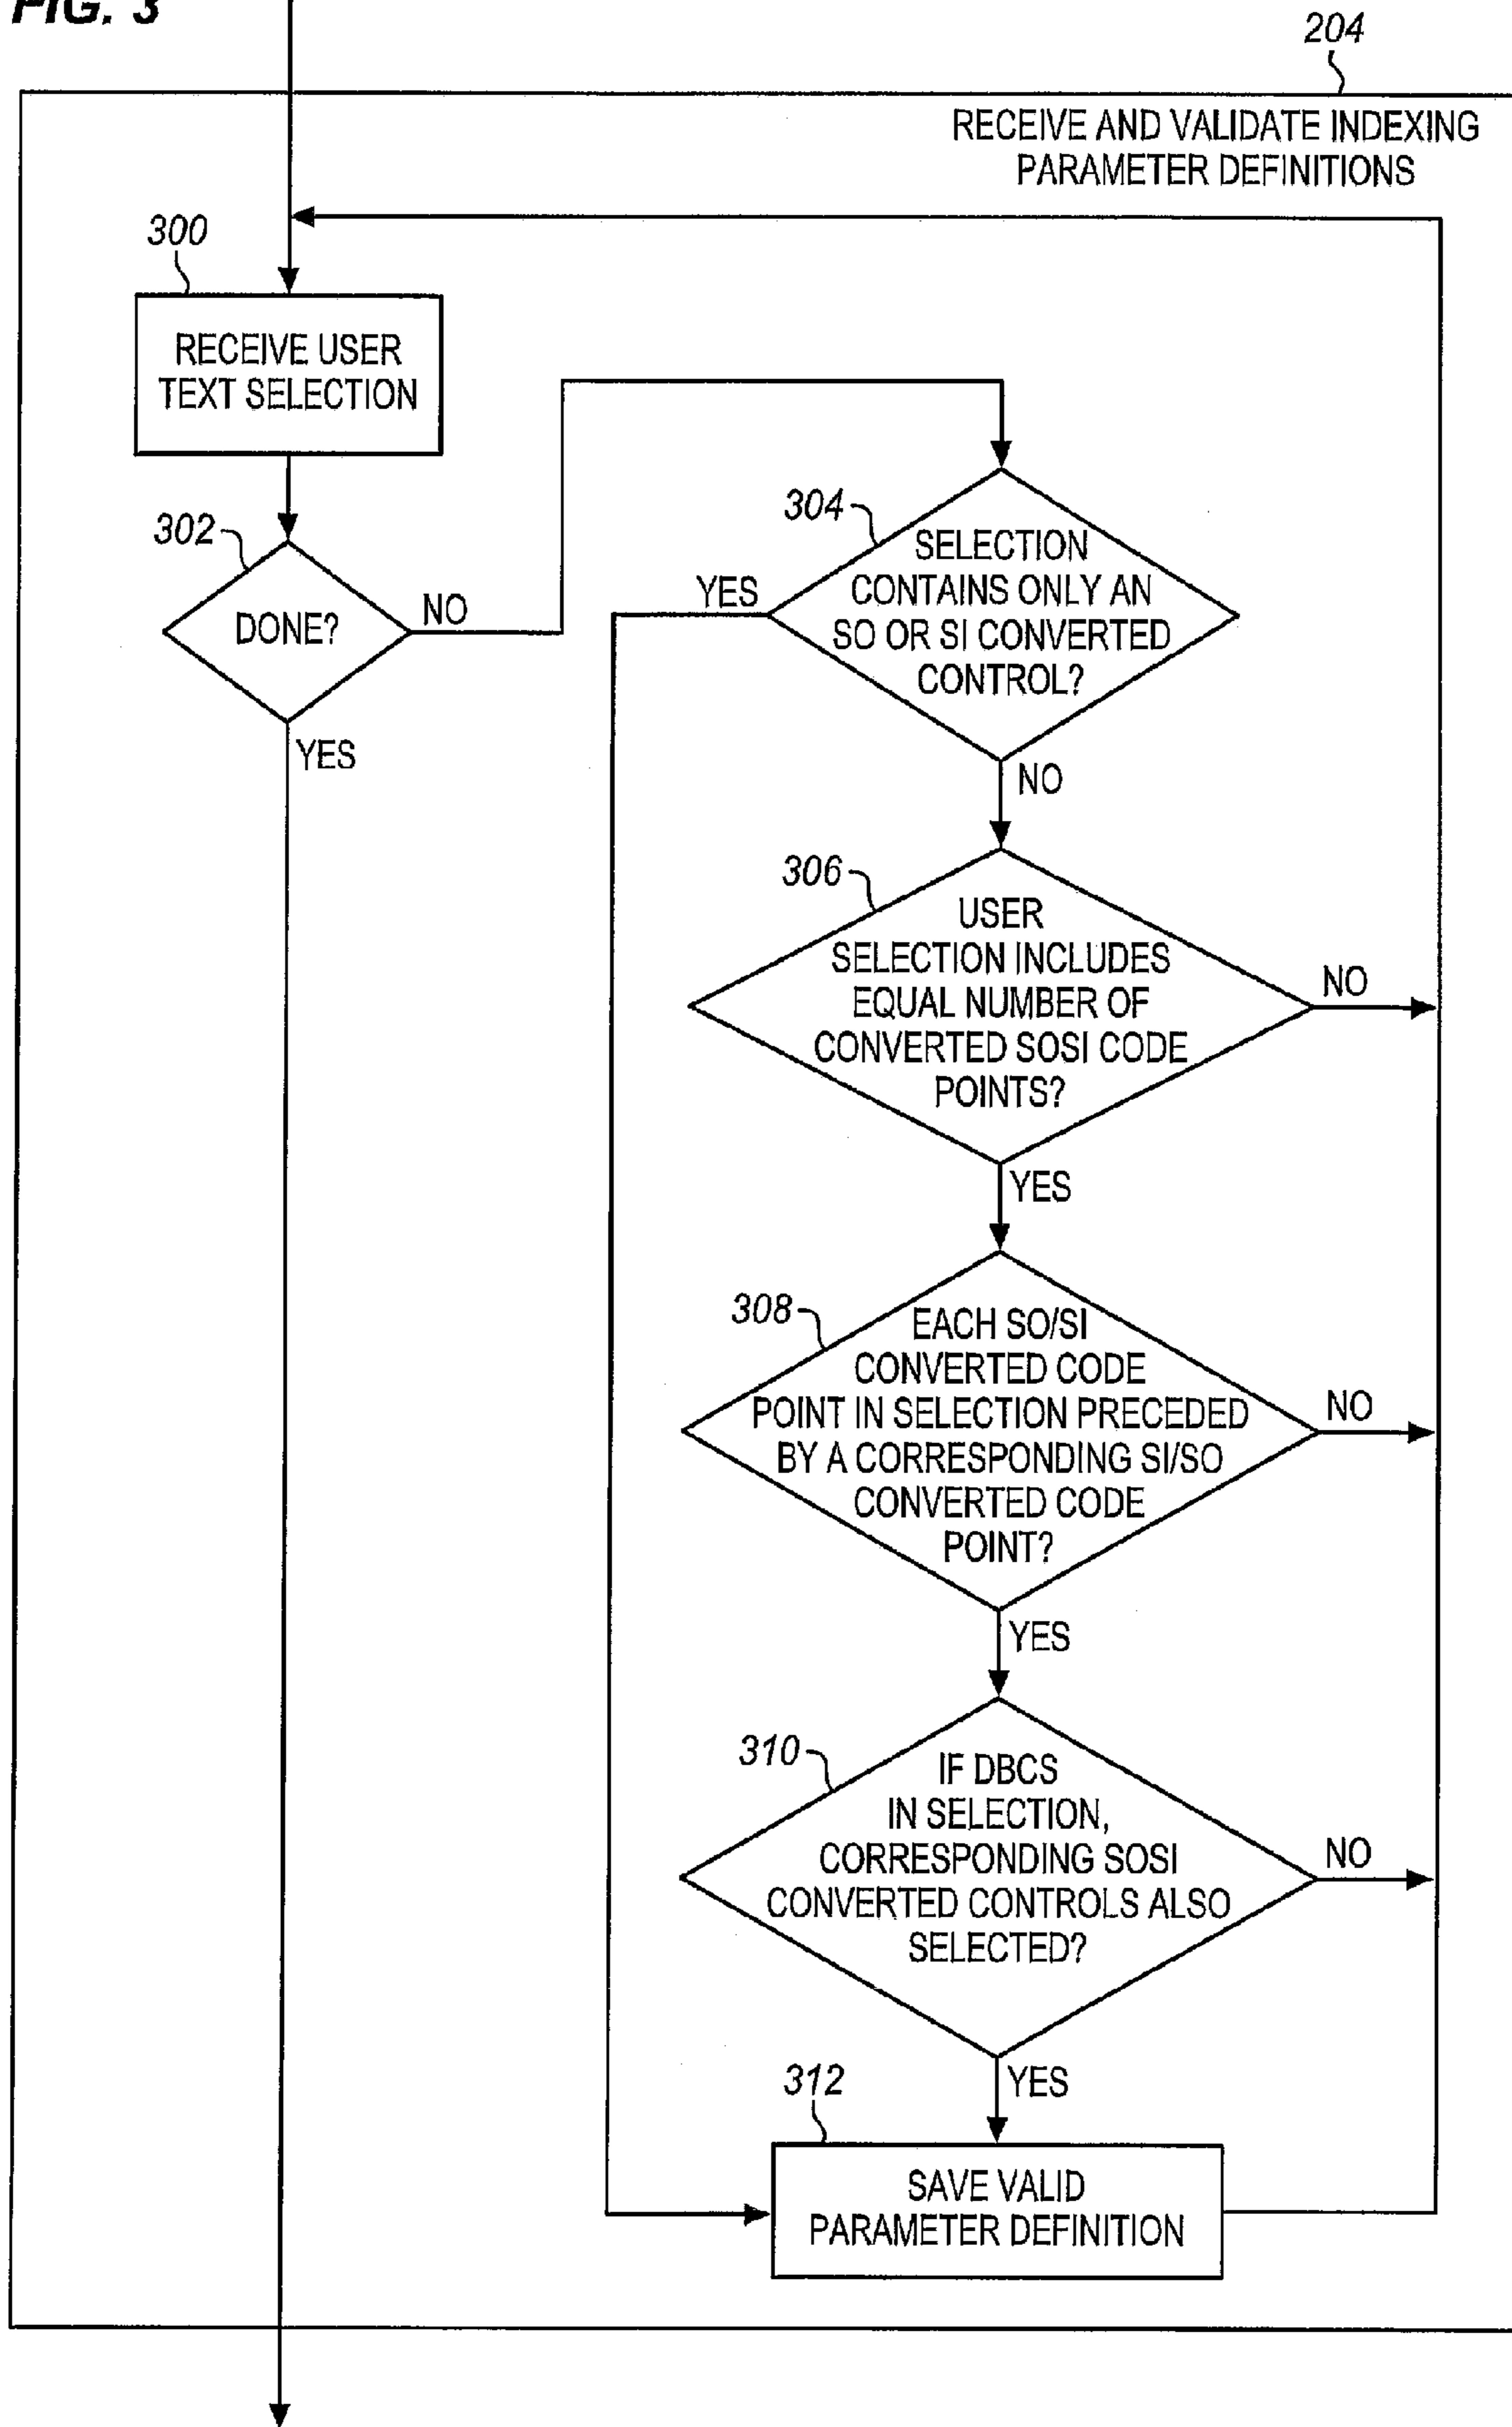 FIG. 3
204
RECEIVE AND VALIDATE INDEXING
PARAMETER DEFINITIONS
300
RECEIVE USER
TEXT SELECTION
302
DONE?
NO
YES
304
SELECTION
CONTAINS ONLY AN
SO OR SI CONVERTED
CONTROL?
YES
NO
306
USER
SELECTION INCLUDES
EQUAL NUMBER OF
CONVERTED SOSI CODE
POINTS?
NO
YES
308
EACH SO/SI
CONVERTED CODE
POINT IN SELECTION PRECEDED
BY A CORRESPONDING SI/SO
CONVERTED CODE
POINT?
NO
YES
310
IF DBCS
IN SELECTION,
CORRESPONDING SOSI
CONVERTED CONTROLS ALSO
SELECTED?
NO
YES
312
SAVE VALID
PARAMETER DEFINITION